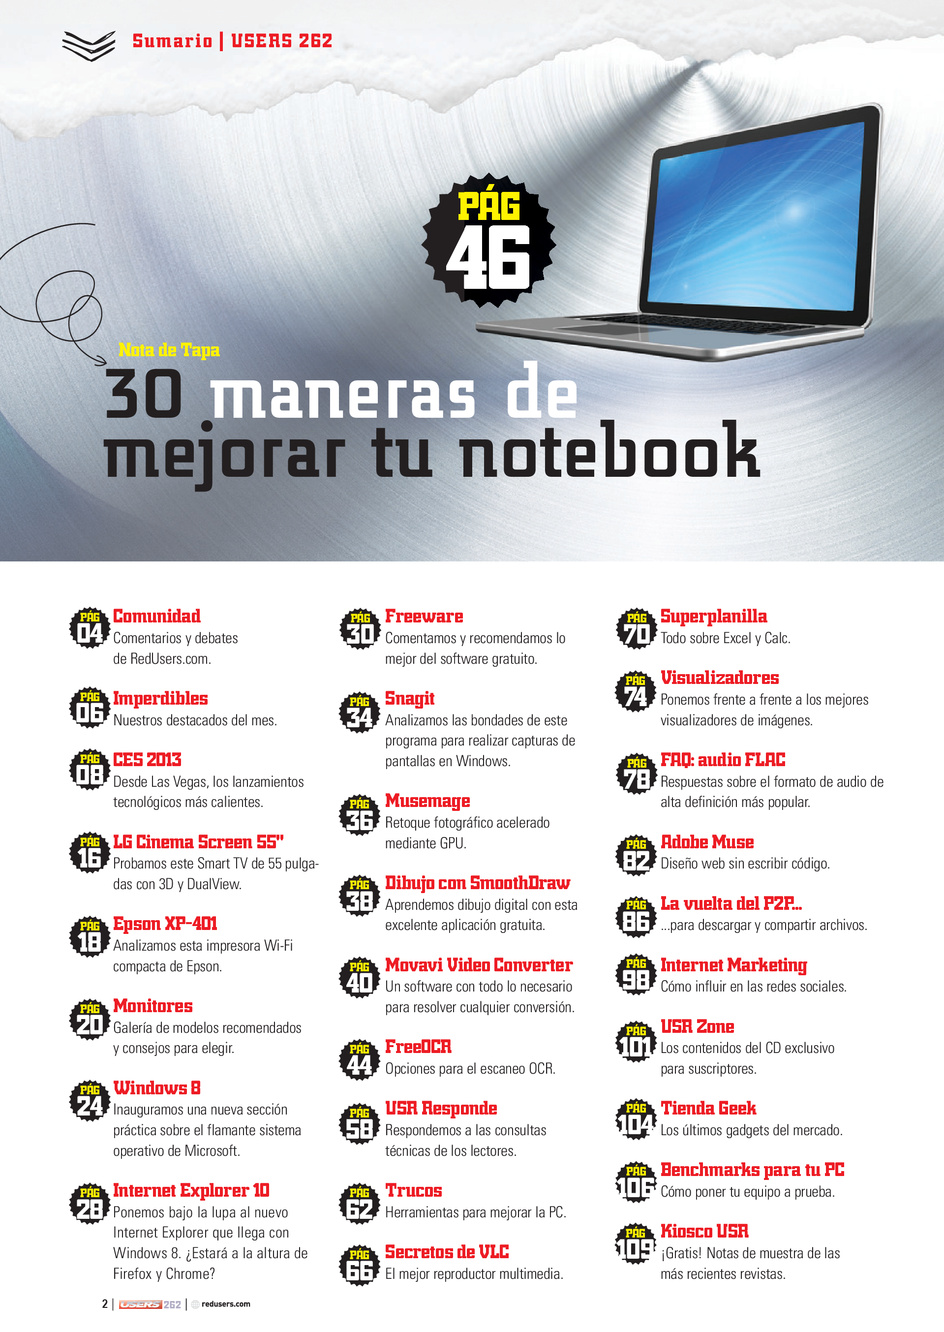 Sumario | USERS 262
PÁG
46
Nota de Tapa
30 maneras de
mejorar tu notebook
PÁG
04
Comunidad
Comentarios y debates
de RedUsers.com.
PÁG
06
Imperdibles
Nuestros destacados del mes.
PÁG
08
CES 2013
Desde Las Vegas, los lanzamientos
tecnológicos más calientes.
PÁG
16
LG Cinema Screen 55"
Probamos este Smart TV de 55 pulga-
das con 3D y DualView.
PÁG
18
Epson XP-401
Analizamos esta impresora Wi-Fi
compacta de Epson.
PÁG
20
Monitores
Galería de modelos recomendados
y consejos para elegir.
PÁG
24
Windows 8
Inauguramos una nueva sección
práctica sobre el flamante sistema
operativo de Microsoft.
PÁG
28
Internet Explorer 10
Ponemos bajo la lupa al nuevo
Internet Explorer que llega con
Windows 8. ¿Estará a la altura de
Firefox y Chrome?
PÁG
30
Freeware
Comentamos y recomendamos lo
mejor del software gratuito.
PÁG
34
Snagit
Analizamos las bondades de este
programa para realizar capturas de
pantallas en Windows.
PÁG
36
Musemage
Retoque fotográfico acelerado
mediante GPU.
PÁG
38
Dibujo con SmoothDraw
Aprendemos dibujo digital con esta
excelente aplicación gratuita.
PÁG
40
Movavi Video Converter
Un software con todo lo necesario
para resolver cualquier conversión.
PÁG
44
FreeOCR
Opciones para el escaneo OCR.
PÁG
58
USR Responde
Respondemos a las consultas
técnicas de los lectores.
PÁG
62
Trucos
Herramientas para mejorar la PC.
PÁG
66
Secretos de VLC
El mejor reproductor multimedia.
PÁG
70
Superplanilla
Todo sobre Excel y Calc.
PÁG
74
Visualizadores
Ponemos frente a frente a los mejores
visualizadores de imágenes.
PÁG
78
FAQ: audio FLAC
Respuestas sobre el formato de audio de
alta definición más popular.
PÁG
82
Adobe Muse
Diseño web sin escribir código.
PÁG
86
La vuelta del P2P...
...para descargar y compartir archivos.
PÁG
98
Internet Marketing
Cómo influir en las redes sociales.
PÁG
101
USR Zone
Los contenidos del CD exclusivo
para suscriptores.
PÁG
104
Tienda Geek
Los últimos gadgets del mercado.
PÁG
106
Benchmarks para tu PC
Cómo poner tu equipo a prueba.
PÁG
109
Kiosco USR
¡Gratis! Notas de muestra de las
más recientes revistas.
2 | USERS 262 | redusers.com